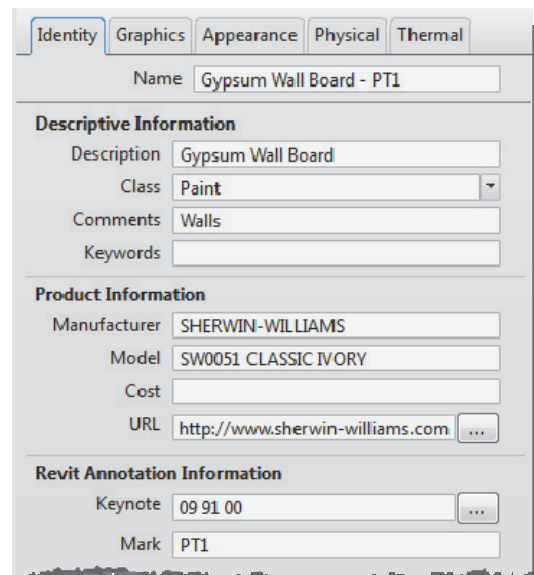 Identity Graphics Appearance Physical Thermal
Name Gypsum Wall Board - PT1
Descriptive Information
Description Gypsum Wall Board
Class Paint
Comments Walls
Keywords
Product Information
Manufacturer SHERWIN-WILLIAMS
Model SW0051 CLASSIC IVORY
Cost
URL http://www.sherwin-williams.com ...
Revit Annotation Information
Keynote 09 91 00 ...
Mark PT1